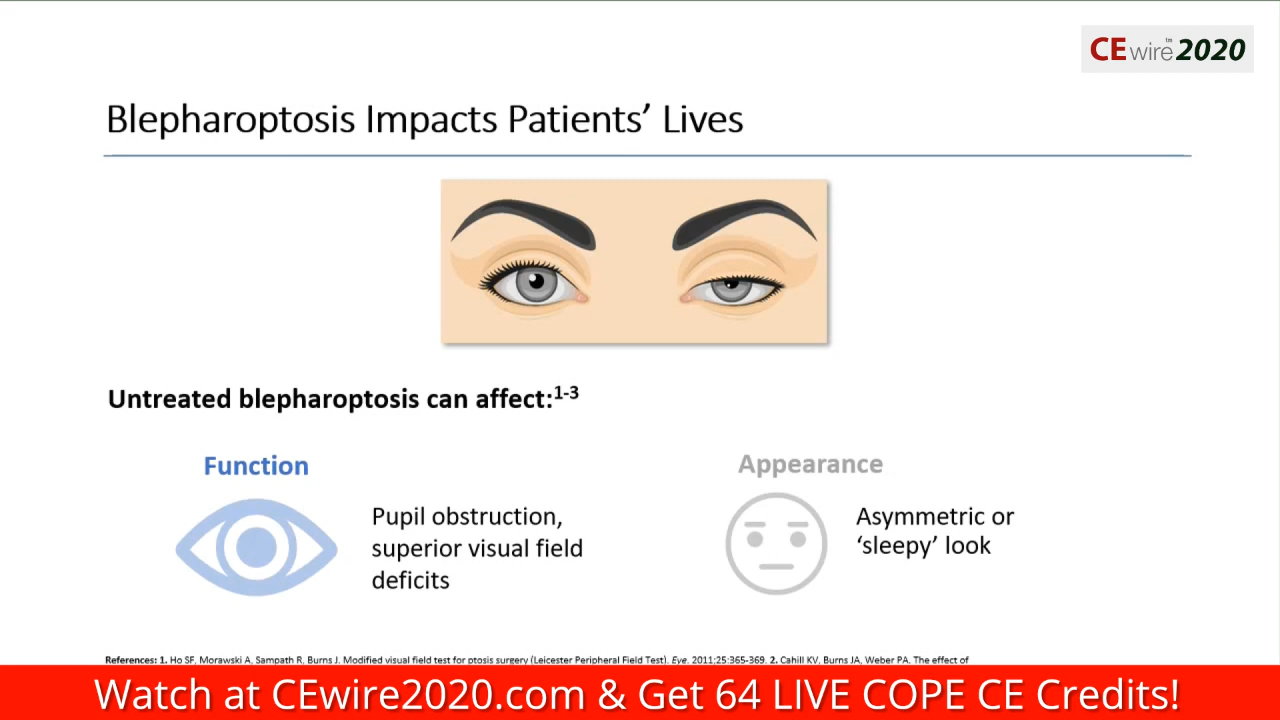 CEwire™2020
Blepharoptosis Impacts Patients’ Lives
Untreated blepharoptosis can affect:1-3
Function
Pupil obstruction,
superior visual field
deficits
Appearance
Asymmetric or
‘sleepy’ look
References: 1. Ho SF, Morawski A, Sampath R, Burns J. Modified visual field test for ptosis surgery (Leicester Peripheral Field Test). Eye. 2011;25:365-369. 2. Cahill KV, Burns JA, Weber PA. The effect of
Watch at CEwire2020.com & Get 64 LIVE COPE CE Credits!